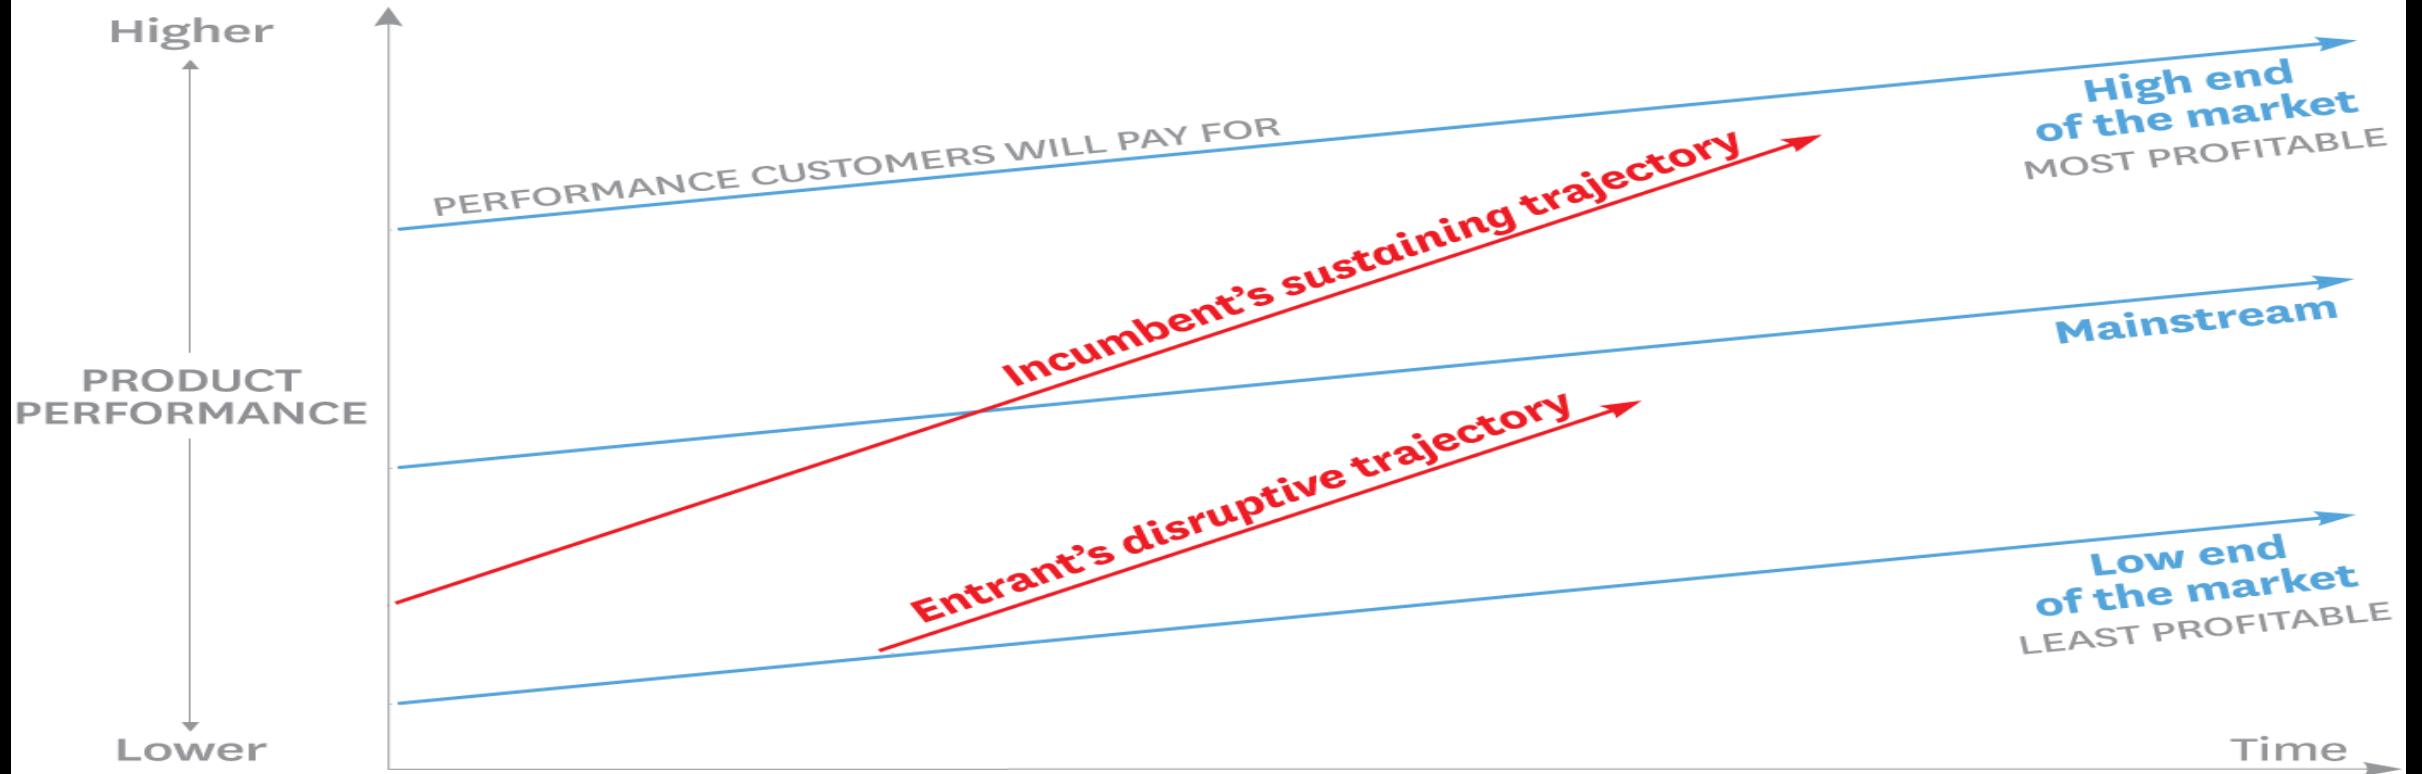 Higher
PRODUCT
PERFORMANCE
Lower
PERFORMANCE CUSTOMERS WILL PAY FOR
Incumbent’s sustaining trajectory
Entrant’s disruptive trajectory
High end
of the market
MOST PROFITABLE
Mainstream
Low end
of the market
LEAST PROFITABLE
Time